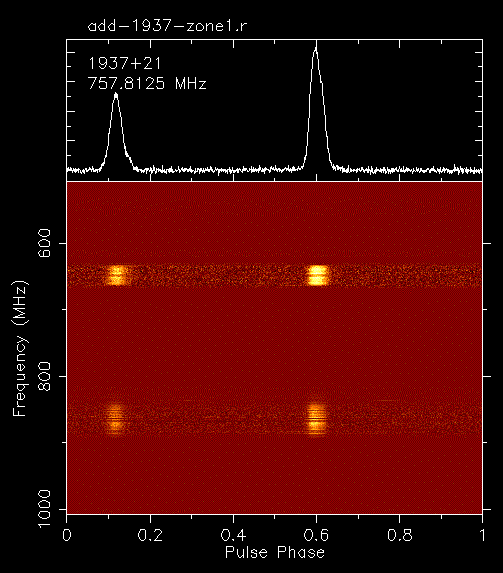 add-1937-zone1.r
1937+21
757.8125 MHz
Frequency (MHz)
600
800
1000
0 0.2 0.4 0.6 0.8 1
Pulse Phase